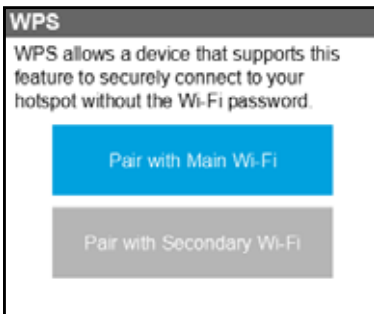 WPS
WPS allows a device that supports this
feature to securely connect to your
hotspot without the Wi-Fi password.
Pair with Main Wi-Fi
Pair with Secondary Wi-Fi